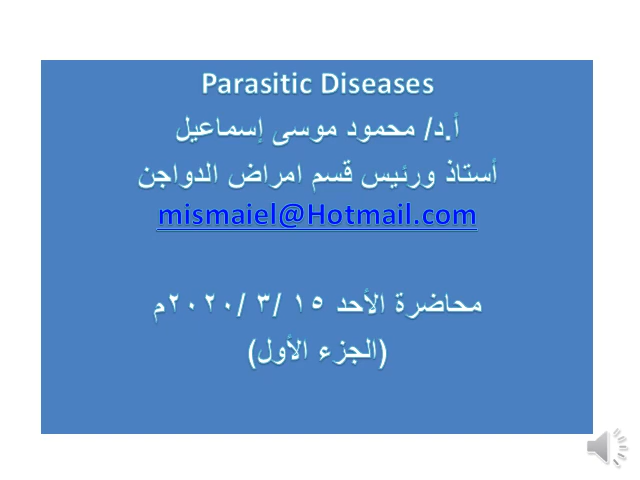 Parasitic Diseases
أ.د/ محمود موسى إسماعيل
أستاذ ورئيس قسم امراض الدواجن
mismaiel@Hotmail.com
محاضرة الأحد ١٥ /٣ /٢٠٢٠م
(الجزء الأول)